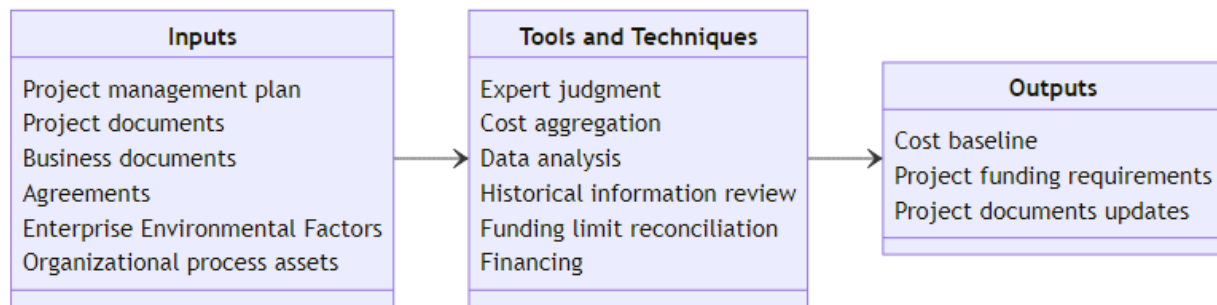 Inputs
Project management plan
Project documents
Business documents
Agreements
Enterprise Environmental Factors
Organizational process assets
Tools and Techniques
Expert judgment
Cost aggregation
Data analysis
Historical information review
Funding limit reconciliation
Financing
Outputs
Cost baseline
Project funding requirements
Project documents updates